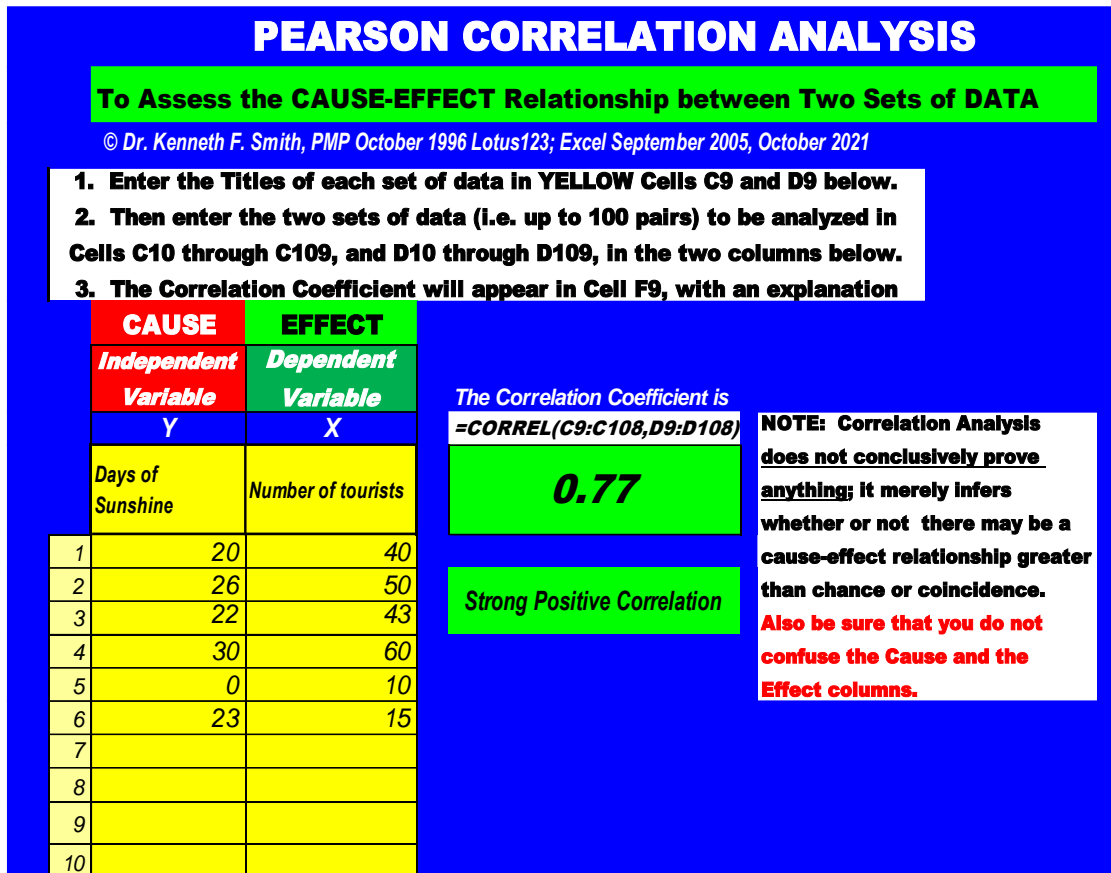 PEARSON CORRELATION ANALYSIS
To Assess the CAUSE-EFFECT Relationship between Two Sets of DATA
© Dr. Kenneth F. Smith, PMP October 1996 Lotus123; Excel September 2005, October 2021
1. Enter the Titles of each set of data in YELLOW Cells C9 and D9 below.
2. Then enter the two sets of data (i.e. up to 100 pairs) to be analyzed in
Cells C10 through C109, and D10 through D109, in the two columns below.
3. The Correlation Coefficient will appear in Cell F9, with an explanation
CAUSE EFFECT
Independent Dependent
Variable Variable
Y X
Days of
Sunshine
Number of tourists
1 20 40
2 26 50
3 22 43
4 30 60
5 0 10
6 23 15
7
8
9
10
The Correlation Coefficient is
=CORREL(C9:C108,D9:D108)
0.77
Strong Positive Correlation
NOTE: Correlation Analysis
does not conclusively prove
anything; it merely infers
whether or not there may be a
cause-effect relationship greater
than chance or coincidence.
Also be sure that you do not
confuse the Cause and the
Effect columns.